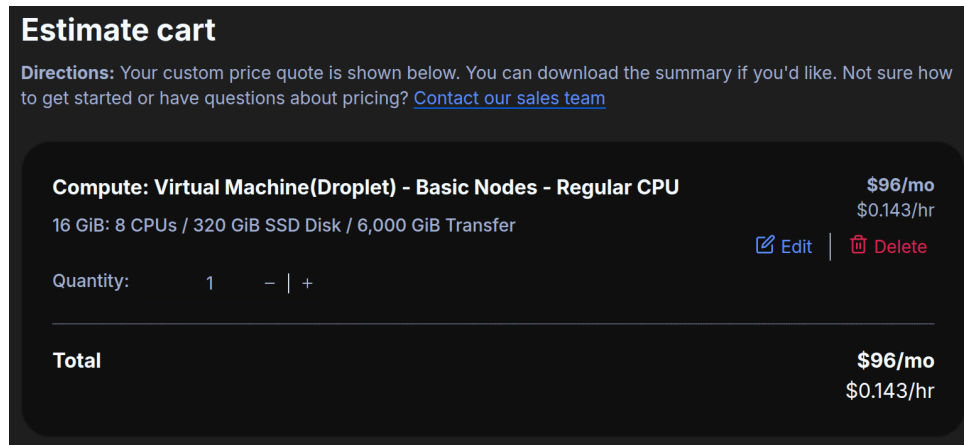 Estimate cart
Directions: Your custom price quote is shown below. You can download the summary if you'd like. Not sure how
to get started or have questions about pricing? Contact our sales team
Compute: Virtual Machine(Droplet) - Basic Nodes - Regular CPU
$96/mo
16 GiB: 8 CPUs / 320 GiB SSD Disk / 6,000 GiB Transfer
$0.143/hr
Edit | Delete
Quantity: 1 − | +
Total
$96/mo
$0.143/hr